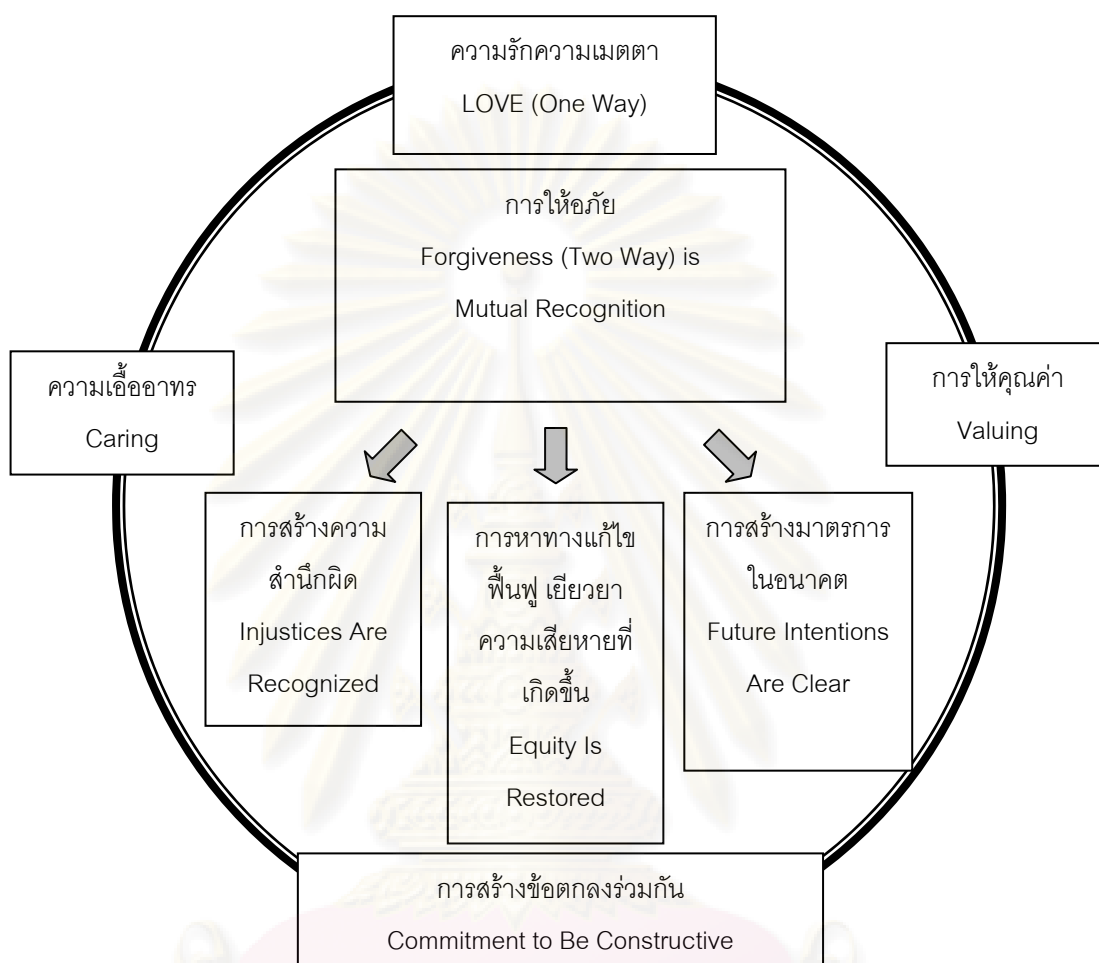 ความรักความเมตตา
LOVE (One Way)
การให้อภัย
Forgiveness (Two Way) is
Mutual Recognition
ความเอื้ออาทร
Caring
การให้คุณค่า
Valuing
การสร้างความ
สำนึกผิด
Injustices Are
Recognized
การหาทางแก้ไข
ฟื้นฟู เยียวยา
ความเสียหายที่
เกิดขึ้น
Equity Is
Restored
การสร้างมาตรการ
ในอนาคต
Future Intentions
Are Clear
การสร้างข้อตกลงร่วมกัน
Commitment to Be Constructive